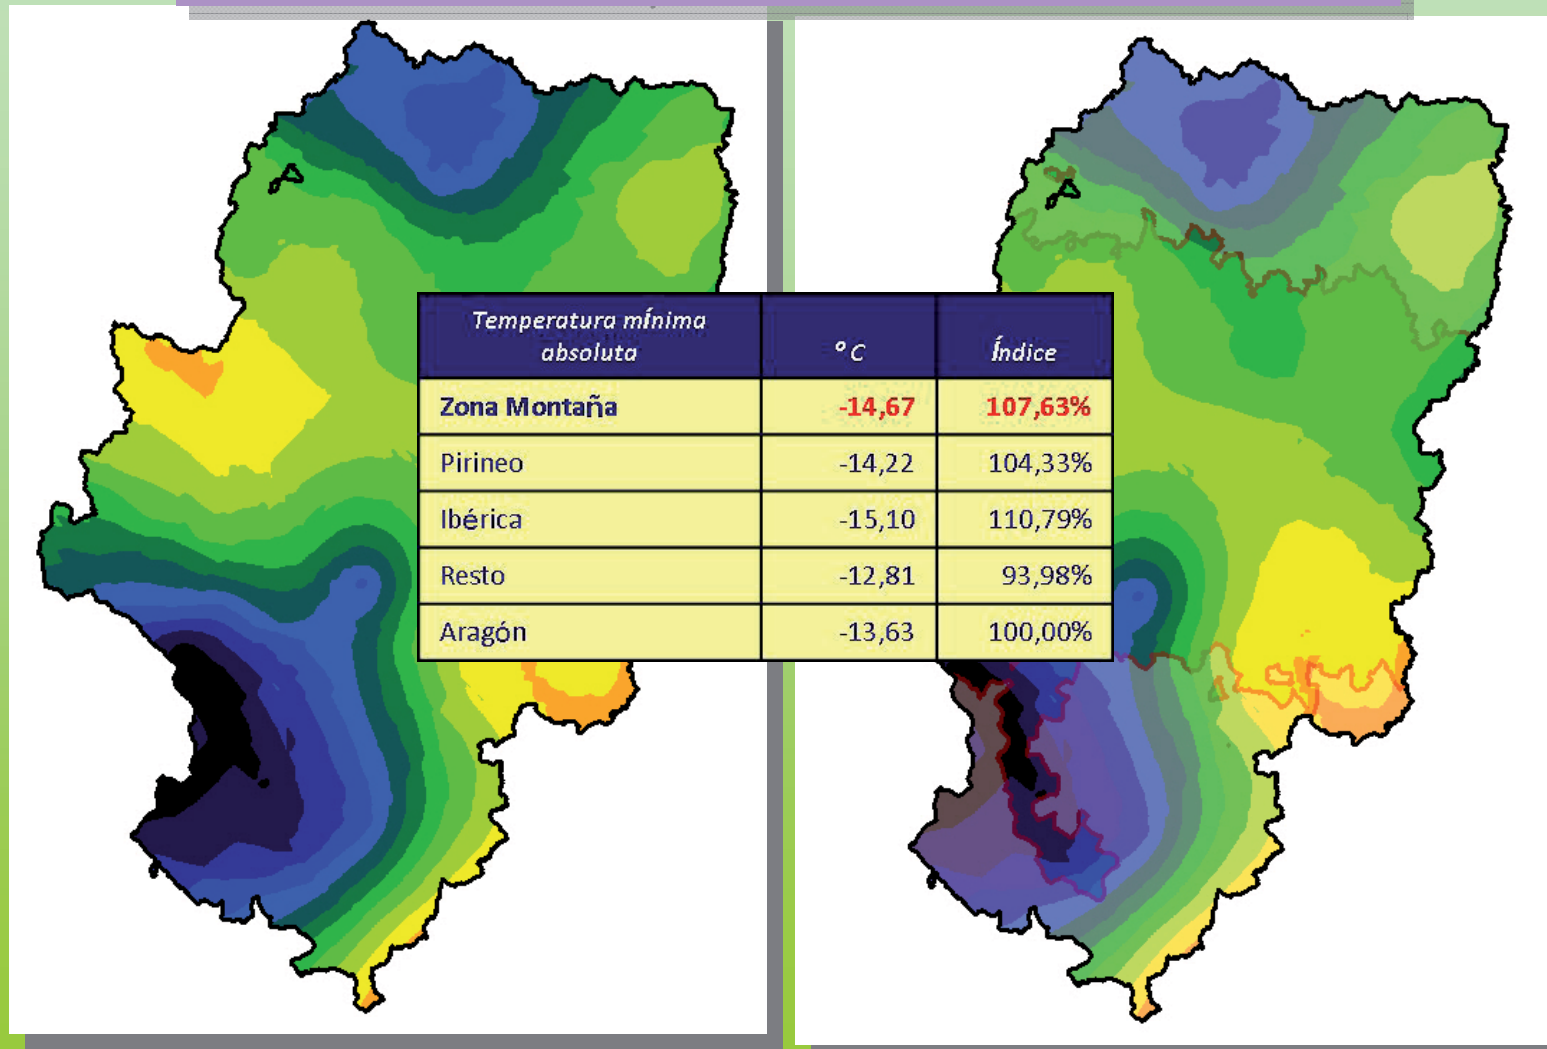 Temperatura mínima
absoluta
º C
Índice
Zona Montaña -14,67 107,63%
Pirineo -14,22 104,33%
Ibérica -15,10 110,79%
Resto -12,81 93,98%
Aragón -13,63 100,00%